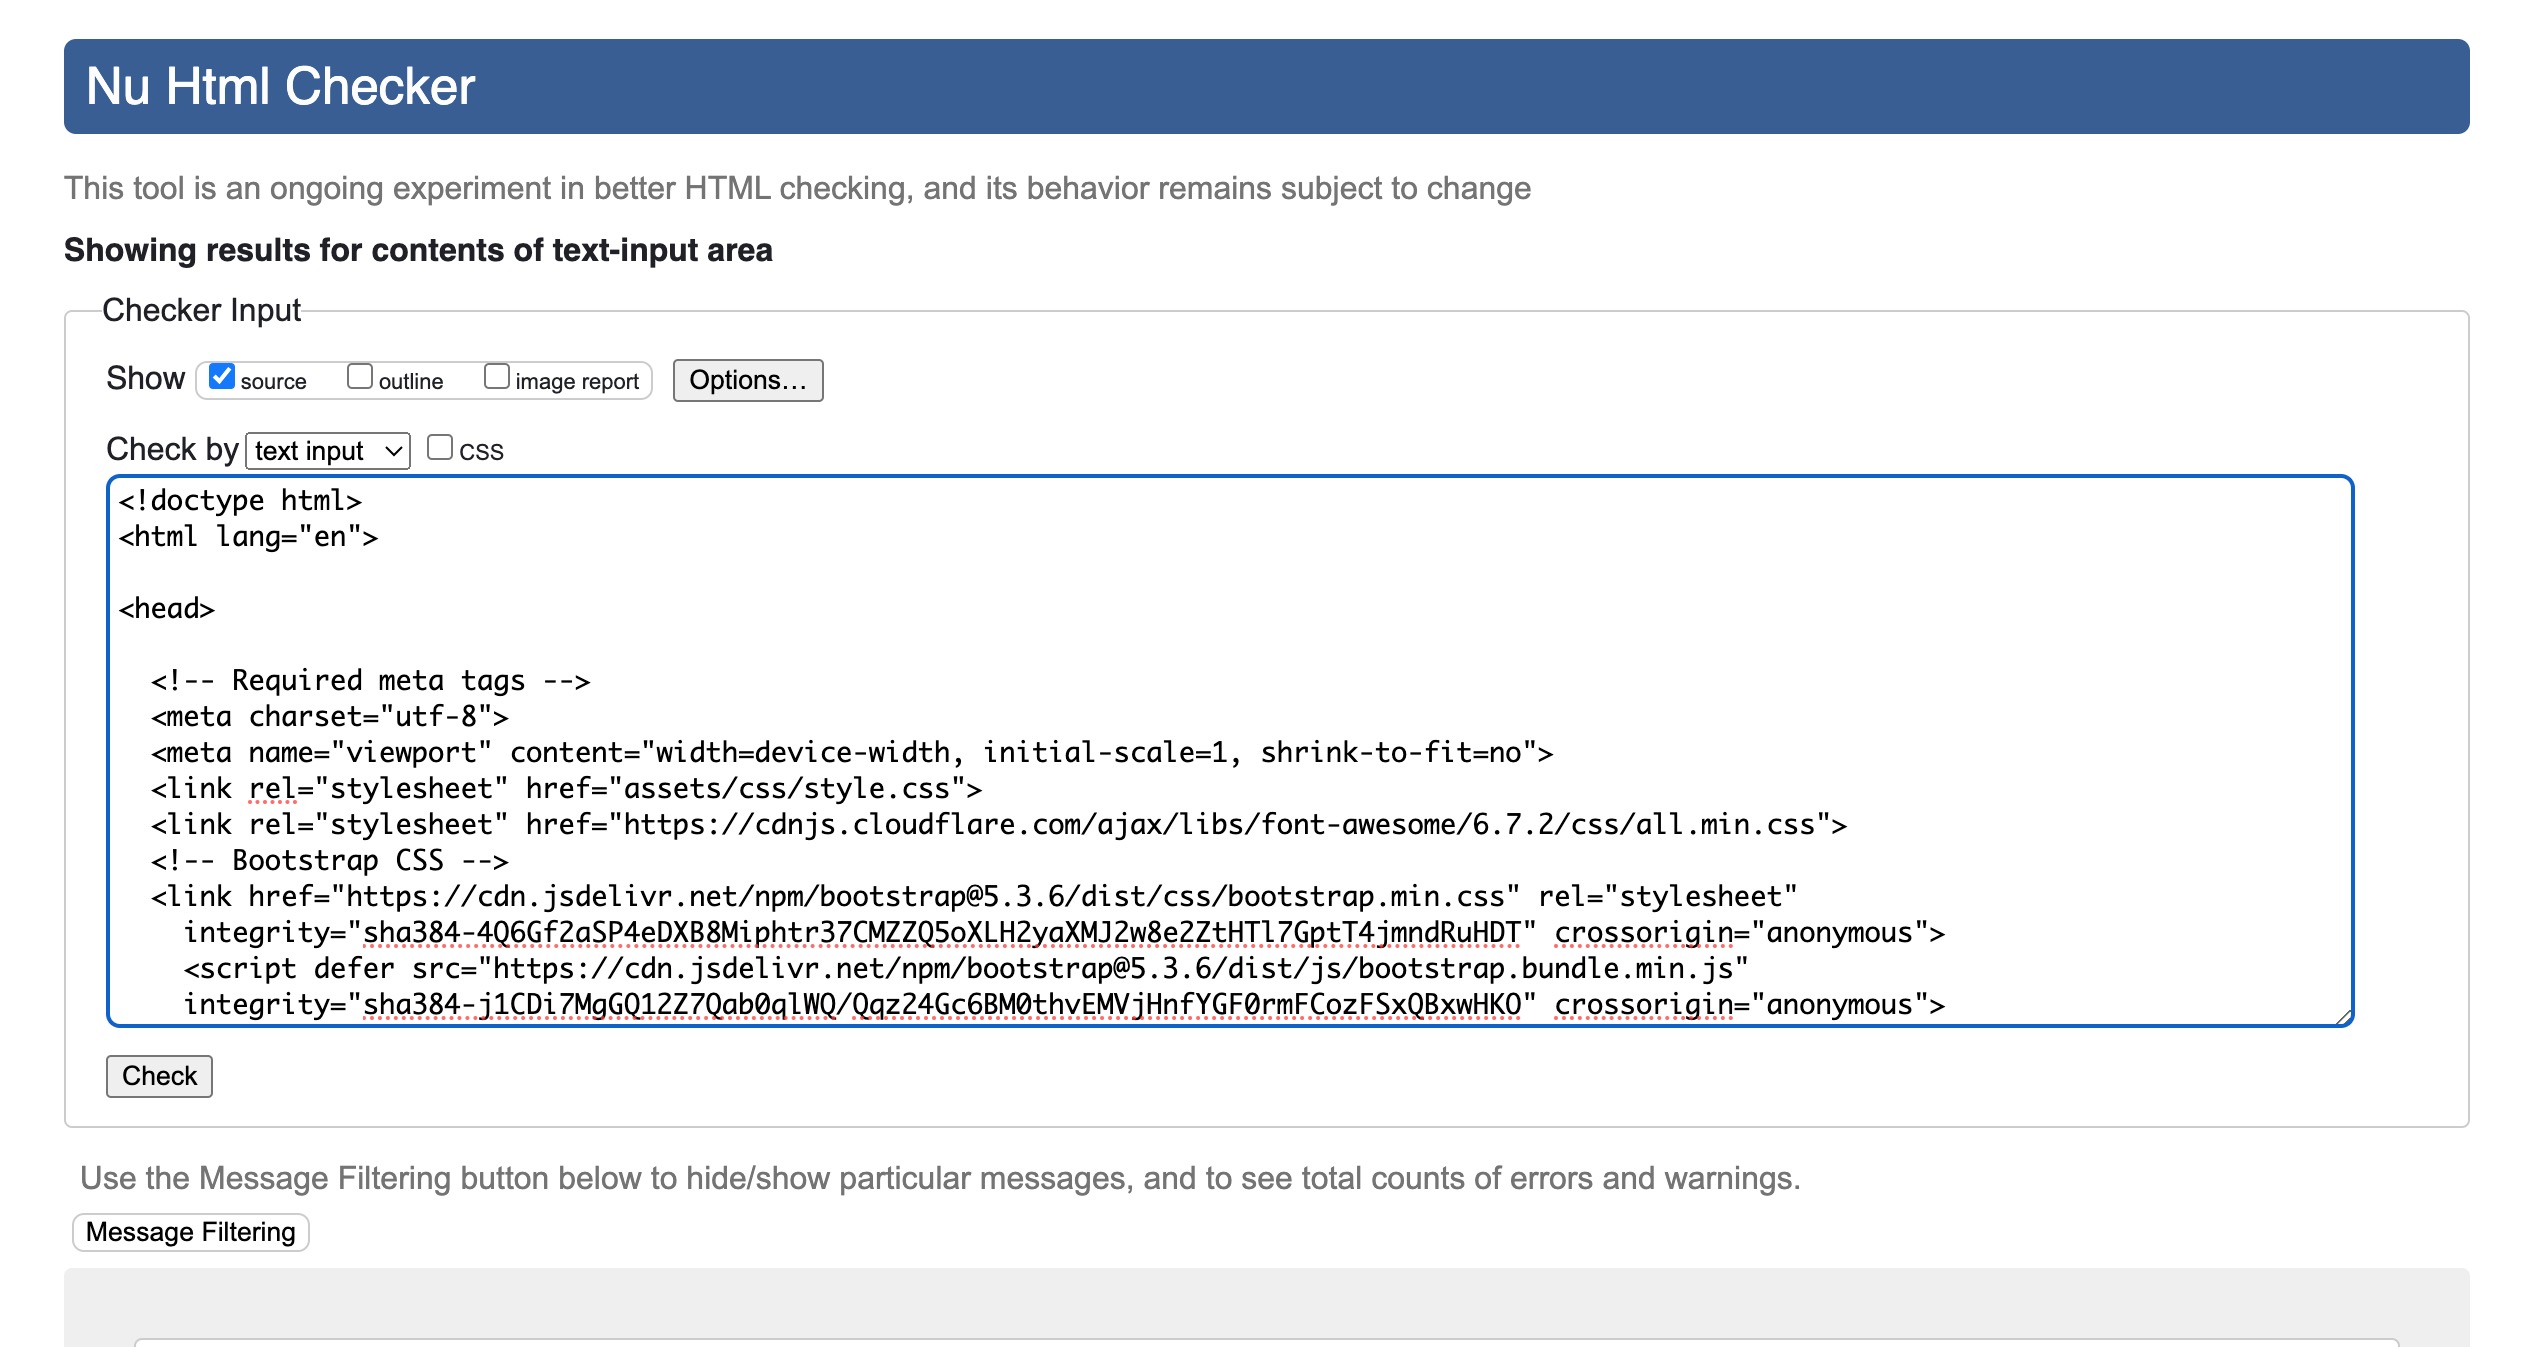 Nu Html Checker
This tool is an ongoing experiment in better HTML checking, and its behavior remains subject to change
Showing results for contents of text-input area
Checker Input
Show source outline image report Options...
Check by text input css
<!doctype html>
<html lang="en">
<head>
<!-- Required meta tags -->
<meta charset="utf-8">
<meta name="viewport" content="width=device-width, initial-scale=1, shrink-to-fit=no">
<link rel="stylesheet" href="assets/css/style.css">
<link rel="stylesheet" href="https://cdnjs.cloudflare.com/ajax/libs/font-awesome/6.7.2/css/all.min.css">
<!-- Bootstrap CSS -->
<link href="https://cdn.jsdelivr.net/npm/bootstrap@5.3.6/dist/css/bootstrap.min.css" rel="stylesheet"
integrity="sha384-4Q6Gf2aSP4eDXB8Miphtr37CMZZQ5oXLH2yaXMJ2w8e2ZtHTl7GptT4jmndRuHDT" crossorigin="anonymous">
<script defer src="https://cdn.jsdelivr.net/npm/bootstrap@5.3.6/dist/js/bootstrap.bundle.min.js"
integrity="sha384-j1CDi7MgGQ12Z7Qab0qlWQ/Qqz24Gc6BM0thvEMVjHnfYGF0rmFCozFSxQBxwHKO" crossorigin="anonymous">
Check
Use the Message Filtering button below to hide/show particular messages, and to see total counts of errors and warnings.
Message Filtering